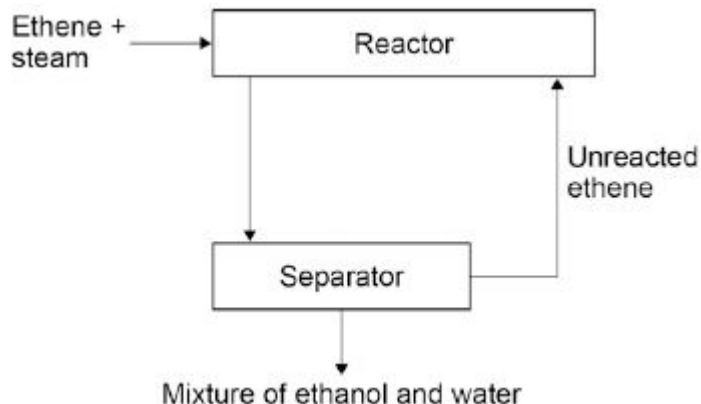 Ethene +
steam
Reactor
Unreacted
ethene
Separator
Mixture of ethanol and water